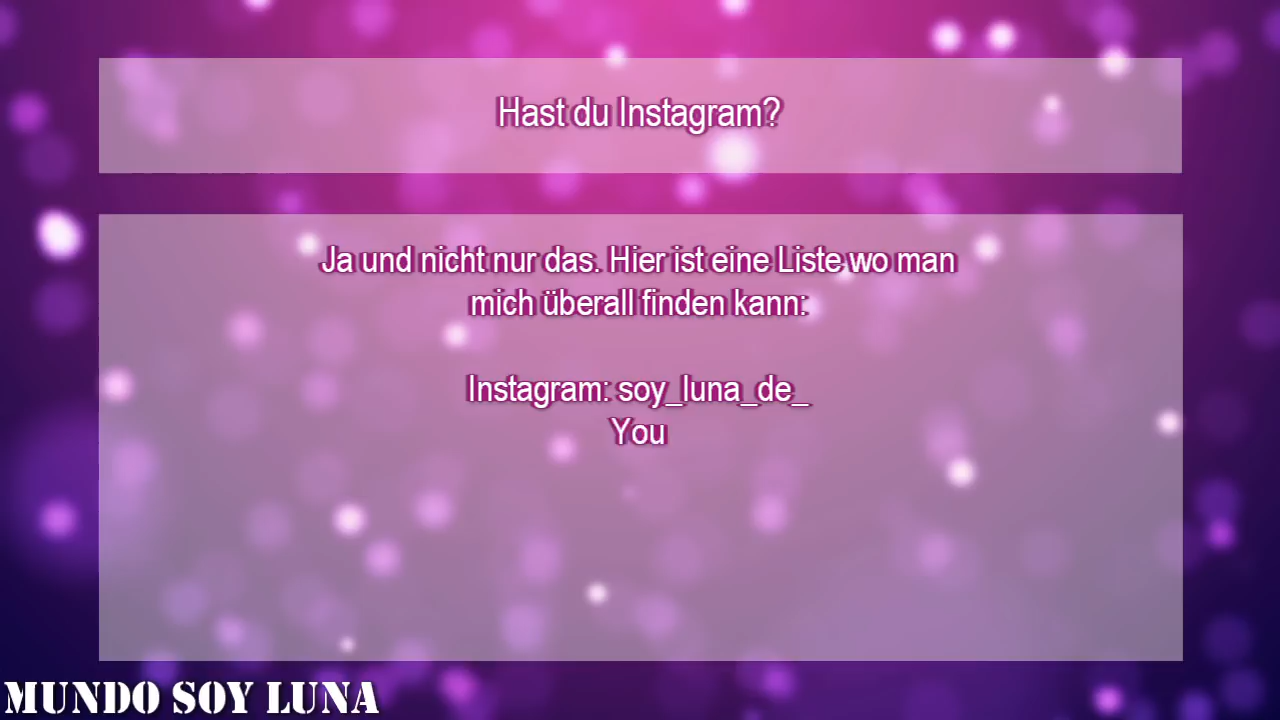 Hast du Instagram?
Ja und nicht nur das. Hier ist eine Liste wo man
mich überall finden kann:
Instagram: soy_luna_de_
You
MUNDO SOY LUNA